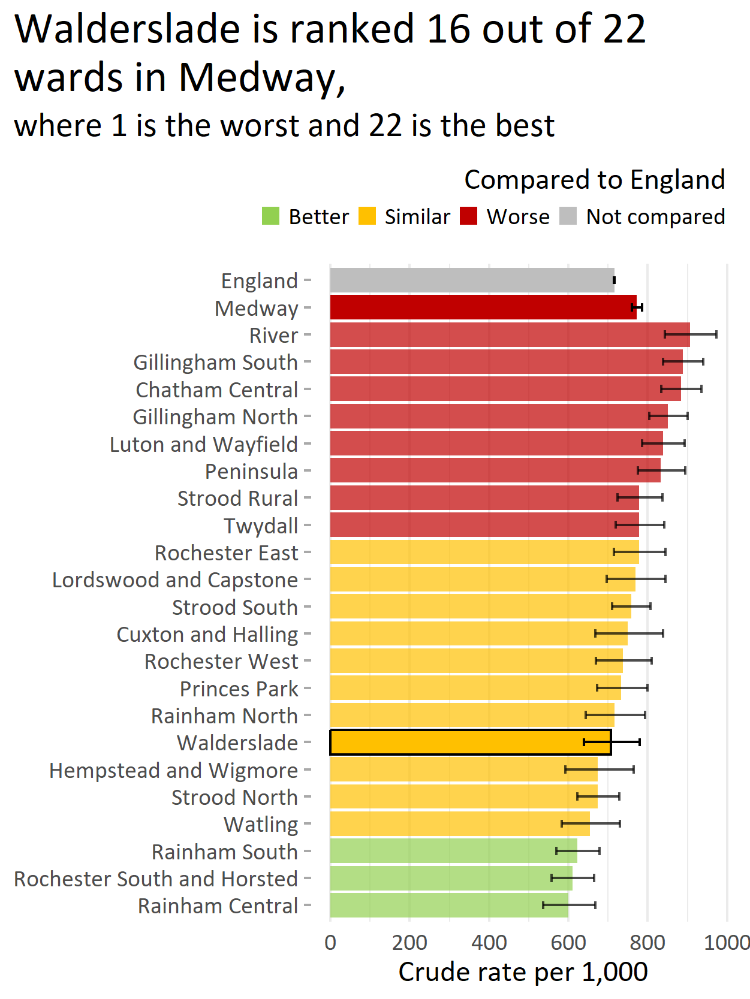 Walderslade is ranked 16 out of 22
wards in Medway,
where 1 is the worst and 22 is the best
Compared to England
Better Similar Worse Not compared
England
Medway
River
Gillingham South
Chatham Central
Gillingham North
Luton and Wayfield
Peninsula
Strood Rural
Twydall
Rochester East
Lordswood and Capstone
Strood South
Cuxton and Halling
Rochester West
Princes Park
Rainham North
Walderslade
Hempstead and Wigmore
Strood North
Watling
Rainham South
Rochester South and Horsted
Rainham Central
0 200 400 600 800 1000
Crude rate per 1,000